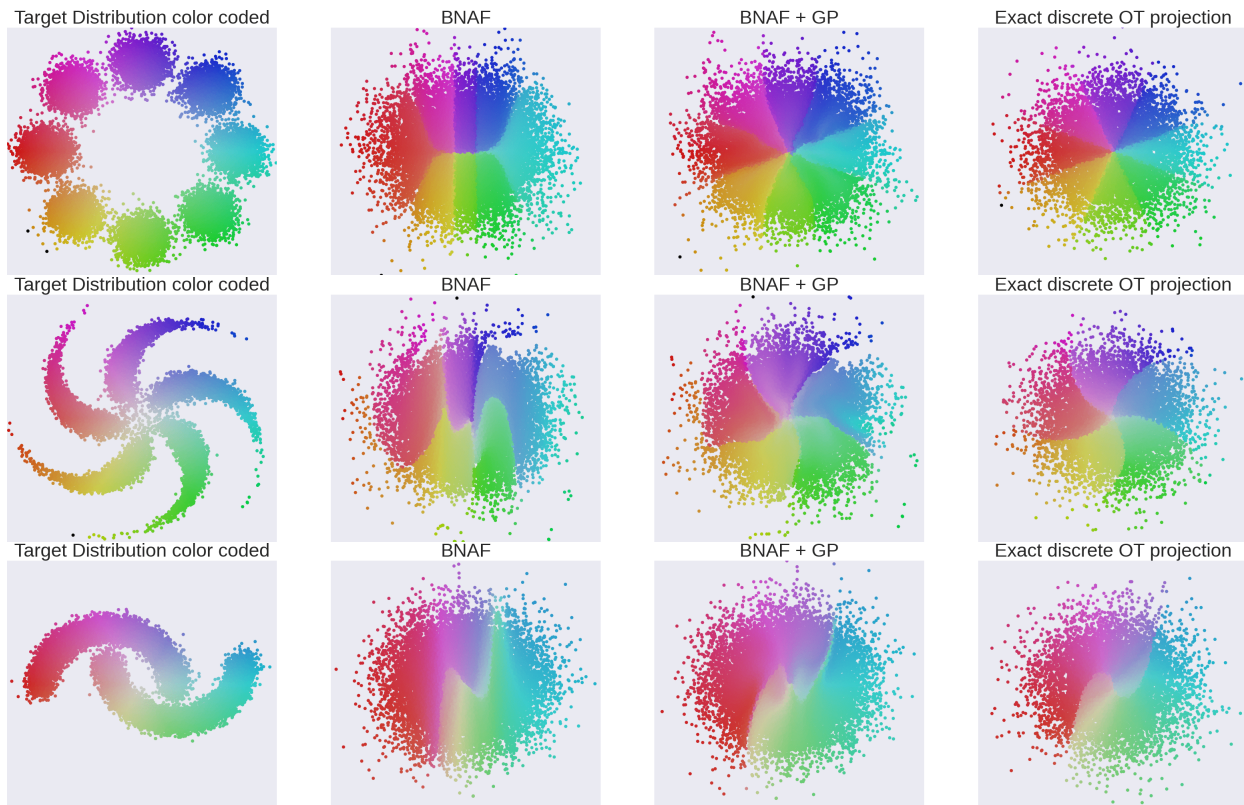 Target Distribution color coded
BNAF
BNAF + GP
Exact discrete OT projection
Target Distribution color coded
BNAF
BNAF + GP
Exact discrete OT projection
Target Distribution color coded
BNAF
BNAF + GP
Exact discrete OT projection